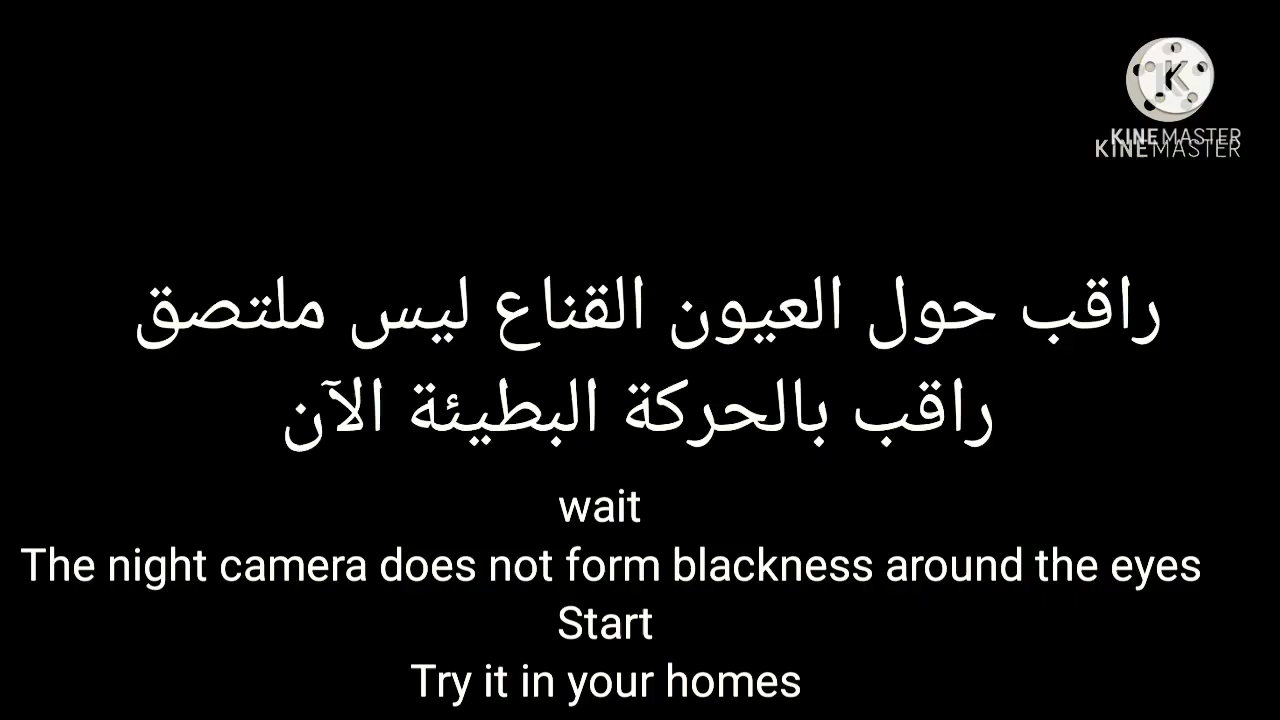 KINEMASTER
KINEMASTER
راقب حول العيون القناع ليس ملتصق
راقب بالحركة البطيئة الآن
wait
The night camera does not form blackness around the eyes
Start
Try it in your homes